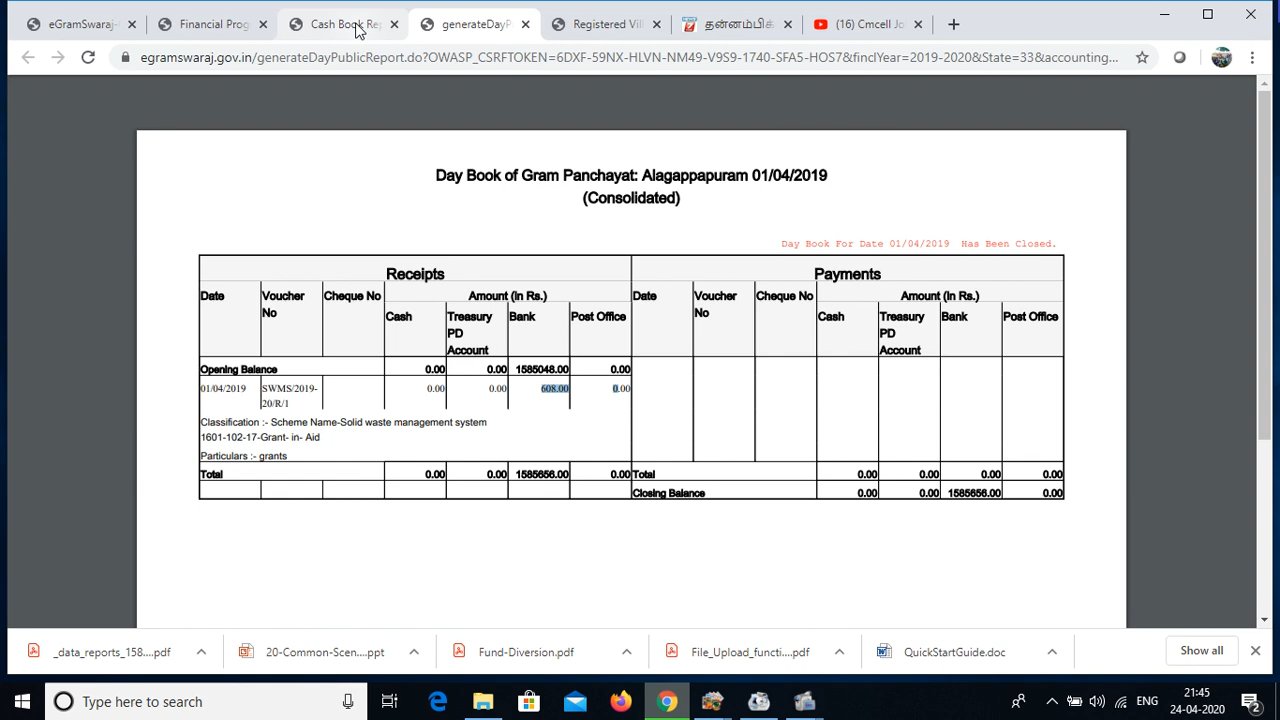 eGramSwaraj-
Financial Prog
Cash Book Rep
generateDayP
Registered Vil
தன்னம்பிக்
(16) Cmcell Jo
egramswaraj.gov.in/generateDayPublicReport.do?OWASP_CSRFTOKEN=6DXF-59NX-HLVN-NM49-V9S9-1740-SFA5-HOS7&finclYear=2019-2020&State=33&accounting...
Day Book of Gram Panchayat: Alagappapuram 01/04/2019
(Consolidated)
Day Book For Date 01/04/2019 Has Been Closed.
Receipts Payments
Date Voucher No Cheque No Amount (In Rs.) Date Voucher No Cheque No Amount (In Rs.)
Cash Treasury PD Account Bank Post Office Cash Treasury PD Account Bank Post Office
Opening Balance 0.00 0.00 1585048.00 0.00
01/04/2019 SWMS/2019-20/R/1 0.00 0.00 608.00 0.00
Classification :- Scheme Name-Solid waste management system
1601-102-17-Grant- in- Aid
Particulars :- grants
Total 0.00 0.00 1585656.00 0.00 Total 0.00 0.00 0.00 0.00
Closing Balance 0.00 0.00 1585656.00 0.00
_data_reports_158....pdf
20-Common-Scen....ppt
Fund-Diversion.pdf
File_Upload_functi....pdf
QuickStartGuide.doc
Show all
Type here to search
ENG
21:45
24-04-2020
2